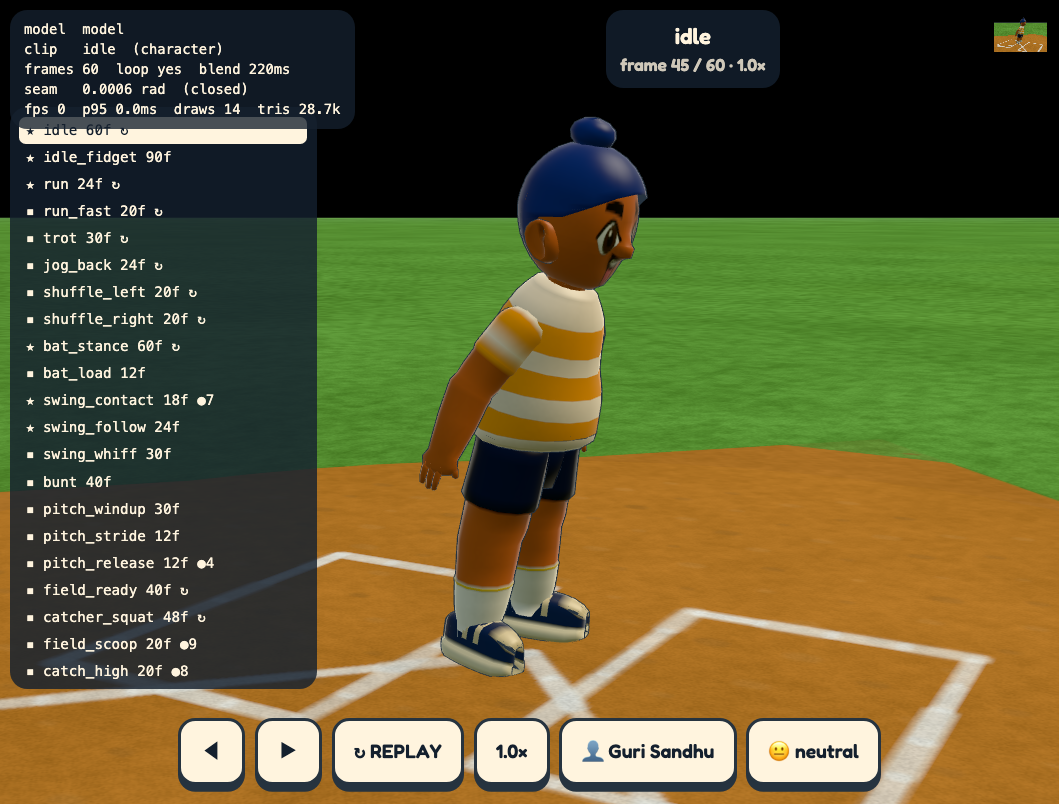 model model
clip idle (character)
frames 60 loop yes blend 220ms
seam 0.0006 rad (closed)
fps 0 p95 0.0ms draws 14 tris 28.7k
★ idle 60f ↻
★ idle_fidget 90f
★ run 24f ↻
▪ run_fast 20f ↻
▪ trot 30f ↻
▪ jog_back 24f ↻
▪ shuffle_left 20f ↻
▪ shuffle_right 20f ↻
★ bat_stance 60f ↻
▪ bat_load 12f
★ swing_contact 18f ●7
★ swing_follow 24f
▪ swing_whiff 30f
▪ bunt 40f
▪ pitch_windup 30f
▪ pitch_stride 12f
▪ pitch_release 12f ●4
▪ field_ready 40f ↻
▪ catcher_squat 48f ↻
▪ field_scoop 20f ●9
▪ catch_high 20f ●8
idle
frame 45 / 60 · 1.0×
◀ ▶ ↻ REPLAY 1.0× 👤 Guri Sandhu 😐 neutral